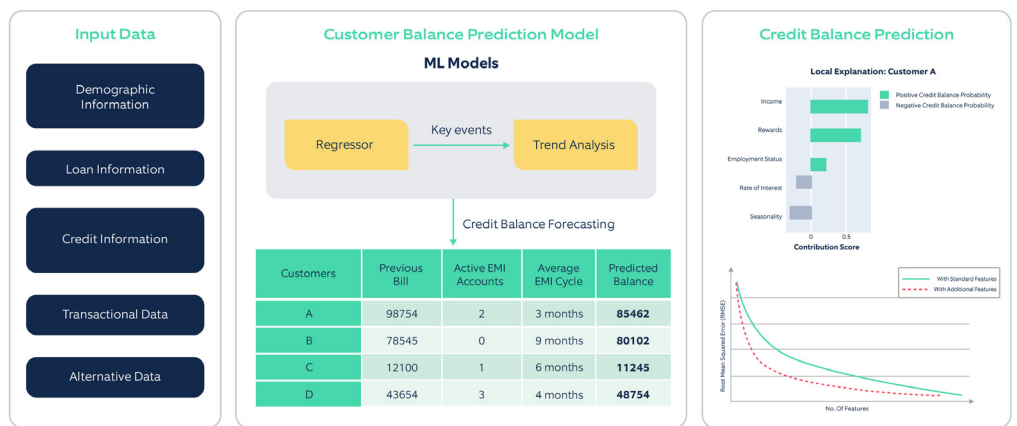 Input Data
Demographic
Information
Loan Information
Credit Information
Transactional Data
Alternative Data
Customer Balance Prediction Model
ML Models
Regressor
Key events
Trend Analysis
Credit Balance Forecasting
Customers Previous Bill Active EMI Accounts Average EMI Cycle Predicted Balance
A 98754 2 3 months 85462
B 78545 0 9 months 80102
C 12100 1 6 months 11245
D 43654 3 4 months 48754
Credit Balance Prediction
Local Explanation: Customer A
Positive Credit Balance Probability
Negative Credit Balance Probability
Income
Rewards
Employment Status
Rate of Interest
Seasonality
0 0.5
Contribution Score
With Standard Features
With Additional Features
Root Mean Squared Error (RMSE)
No. Of Features